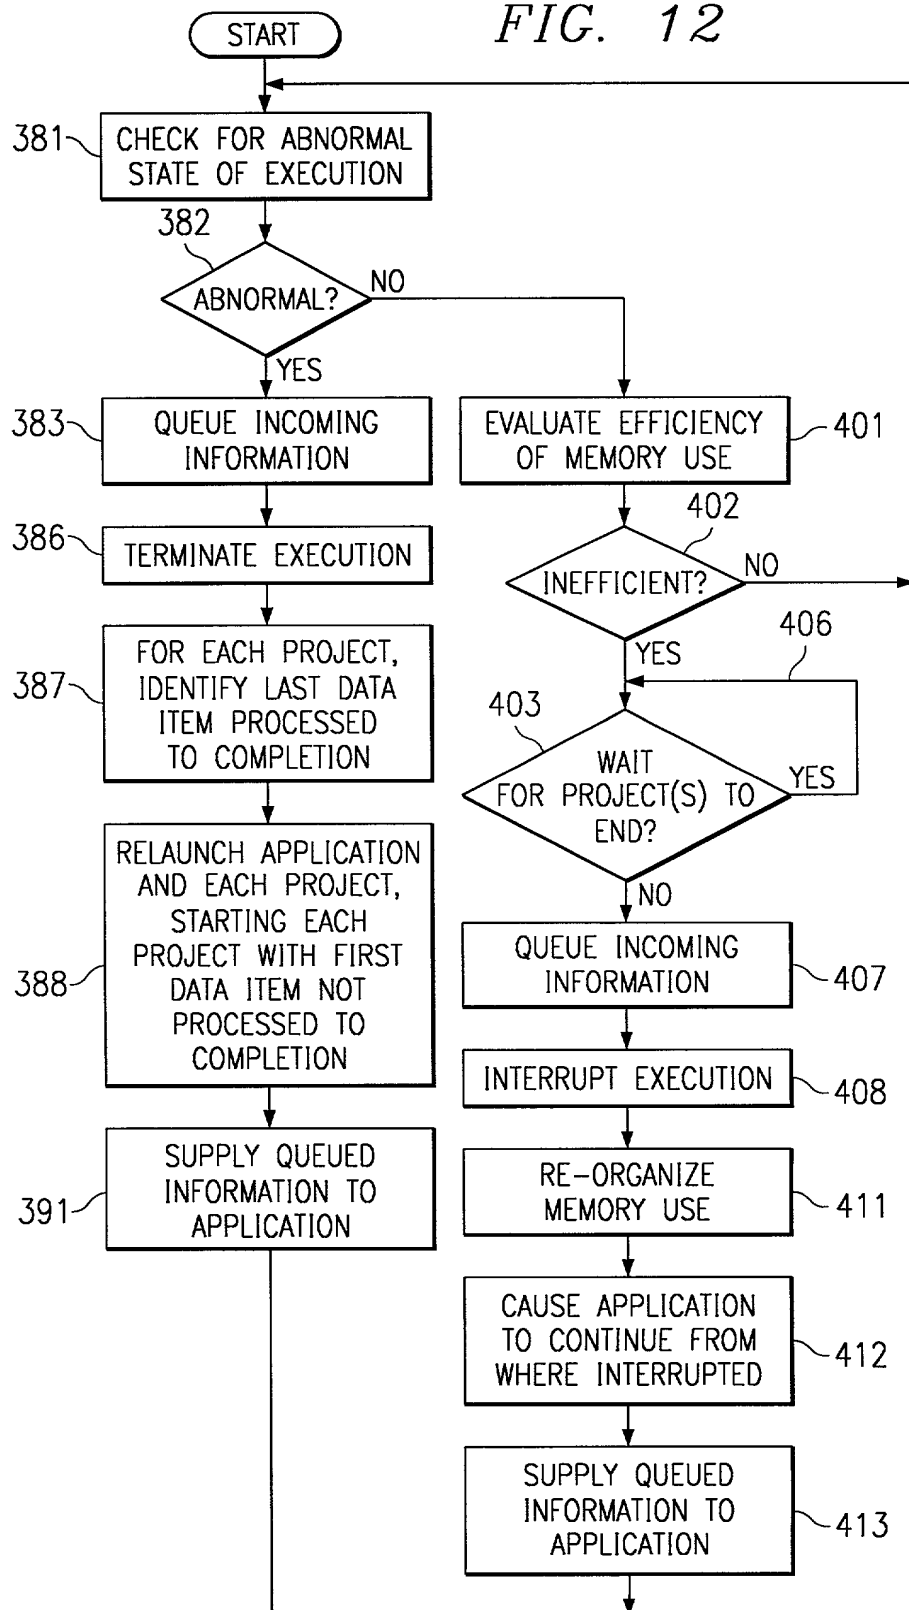 FIG. 12
START
381
CHECK FOR ABNORMAL
STATE OF EXECUTION
382
ABNORMAL?
NO
YES
383
QUEUE INCOMING
INFORMATION
386
TERMINATE EXECUTION
387
FOR EACH PROJECT,
IDENTIFY LAST DATA
ITEM PROCESSED
TO COMPLETION
388
RELAUNCH APPLICATION
AND EACH PROJECT,
STARTING EACH
PROJECT WITH FIRST
DATA ITEM NOT
PROCESSED TO
COMPLETION
391
SUPPLY QUEUED
INFORMATION TO
APPLICATION
EVALUATE EFFICIENCY
OF MEMORY USE
401
402
INEFFICIENT?
NO
YES
406
403
WAIT
FOR PROJECT(S) TO
END?
YES
NO
QUEUE INCOMING
INFORMATION
407
INTERRUPT EXECUTION
408
RE-ORGANIZE
MEMORY USE
411
CAUSE APPLICATION
TO CONTINUE FROM
WHERE INTERRUPTED
412
SUPPLY QUEUED
INFORMATION TO
APPLICATION
413